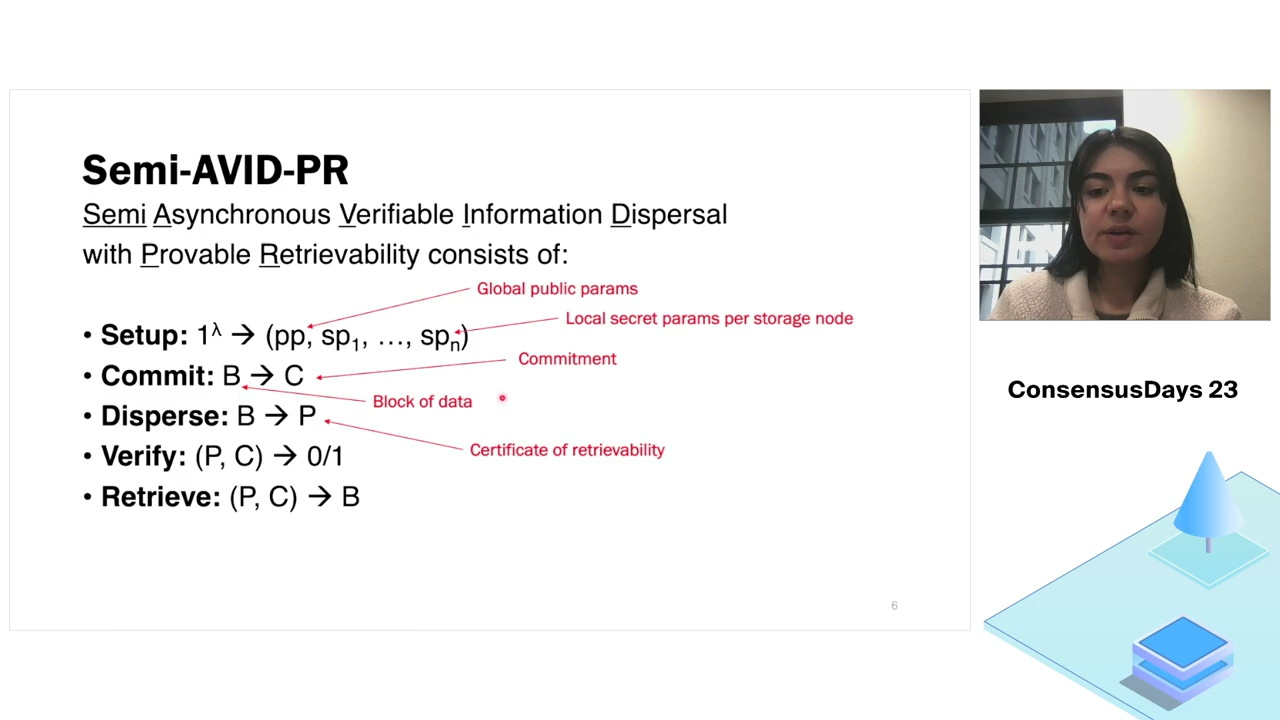 Semi-AVID-PR
Semi Asynchronous Verifiable Information Dispersal
with Provable Retrievability consists of:
Global public params
Local secret params per storage node
• Setup: 1^λ → (pp, sp₁, …, spₙ)
Commitment
• Commit: B → C
Block of data
• Disperse: B → P
Certificate of retrievability
• Verify: (P, C) → 0/1
• Retrieve: (P, C) → B
6
ConsensusDays 23